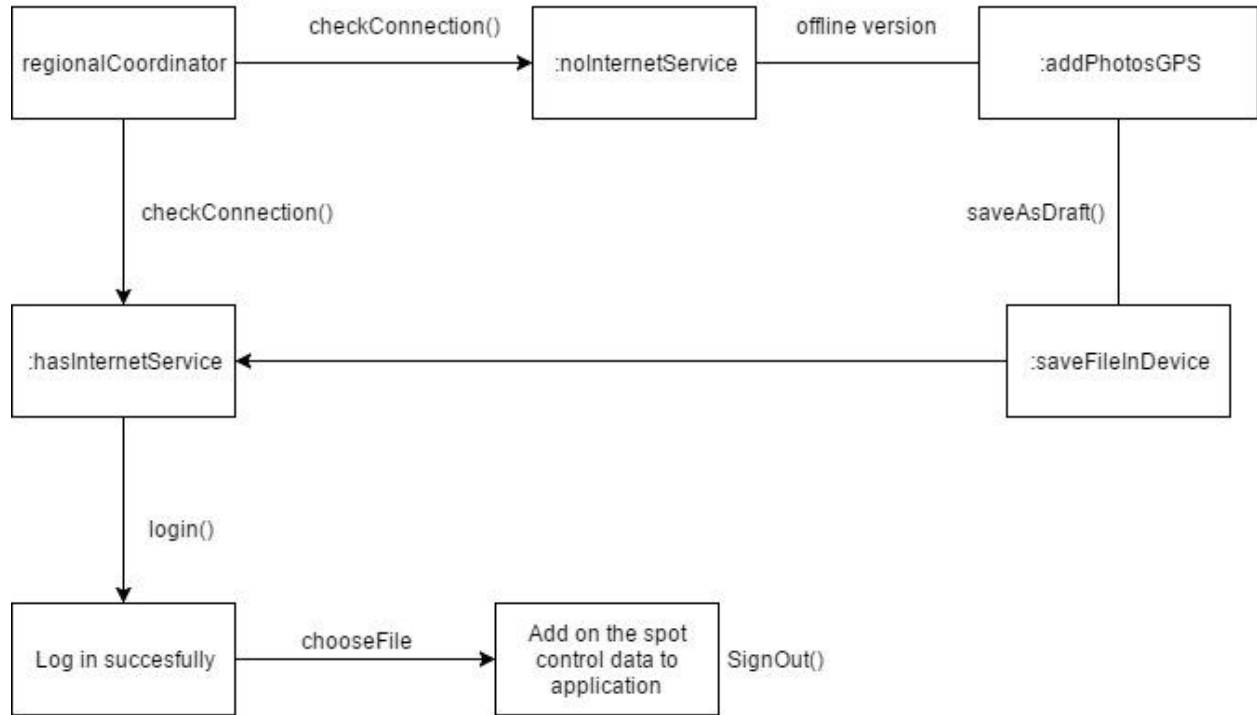 checkConnection()
offline version
regionalCoordinator
:noInternetService
:addPhotosGPS
checkConnection()
saveAsDraft()
:hasInternetService
:saveFileInDevice
login()
Log in succesfully
chooseFile
Add on the spot
control data to
application
SignOut()